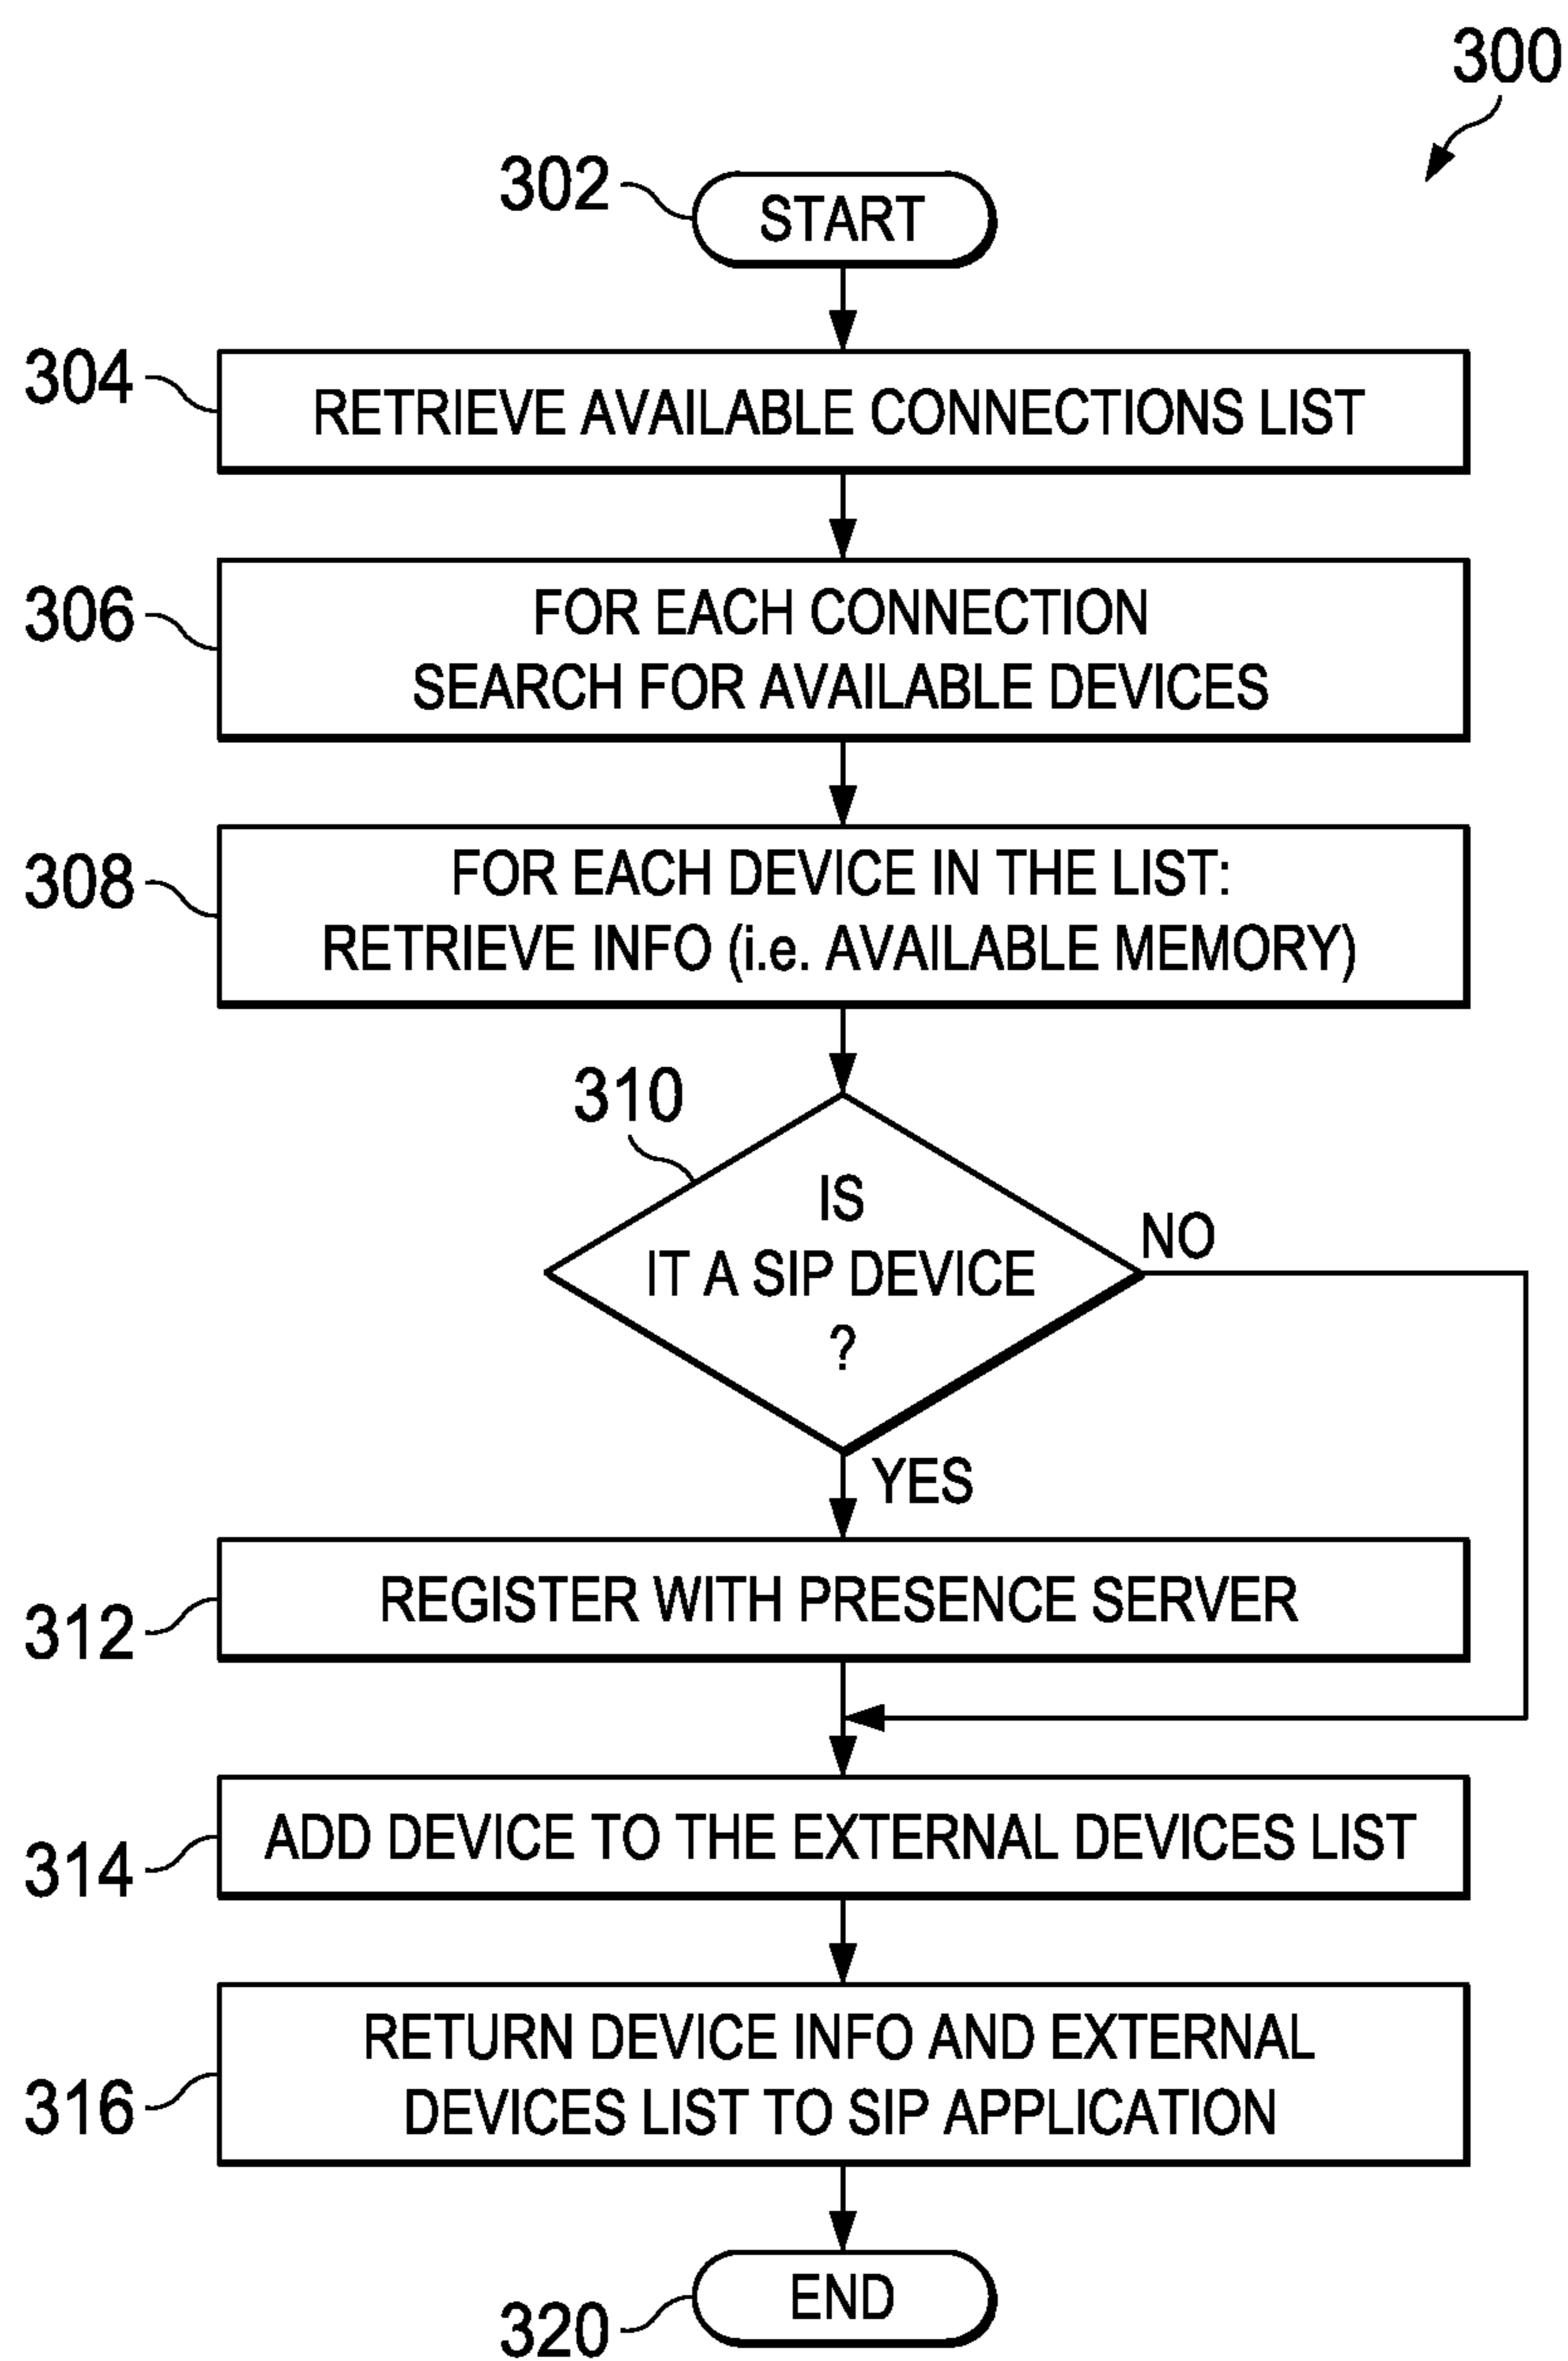 300
302
START
304
RETRIEVE AVAILABLE CONNECTIONS LIST
306
FOR EACH CONNECTION
SEARCH FOR AVAILABLE DEVICES
308
FOR EACH DEVICE IN THE LIST:
RETRIEVE INFO (i.e. AVAILABLE MEMORY)
310
IS
IT A SIP DEVICE
?
NO
YES
312
REGISTER WITH PRESENCE SERVER
314
ADD DEVICE TO THE EXTERNAL DEVICES LIST
316
RETURN DEVICE INFO AND EXTERNAL
DEVICES LIST TO SIP APPLICATION
320
END